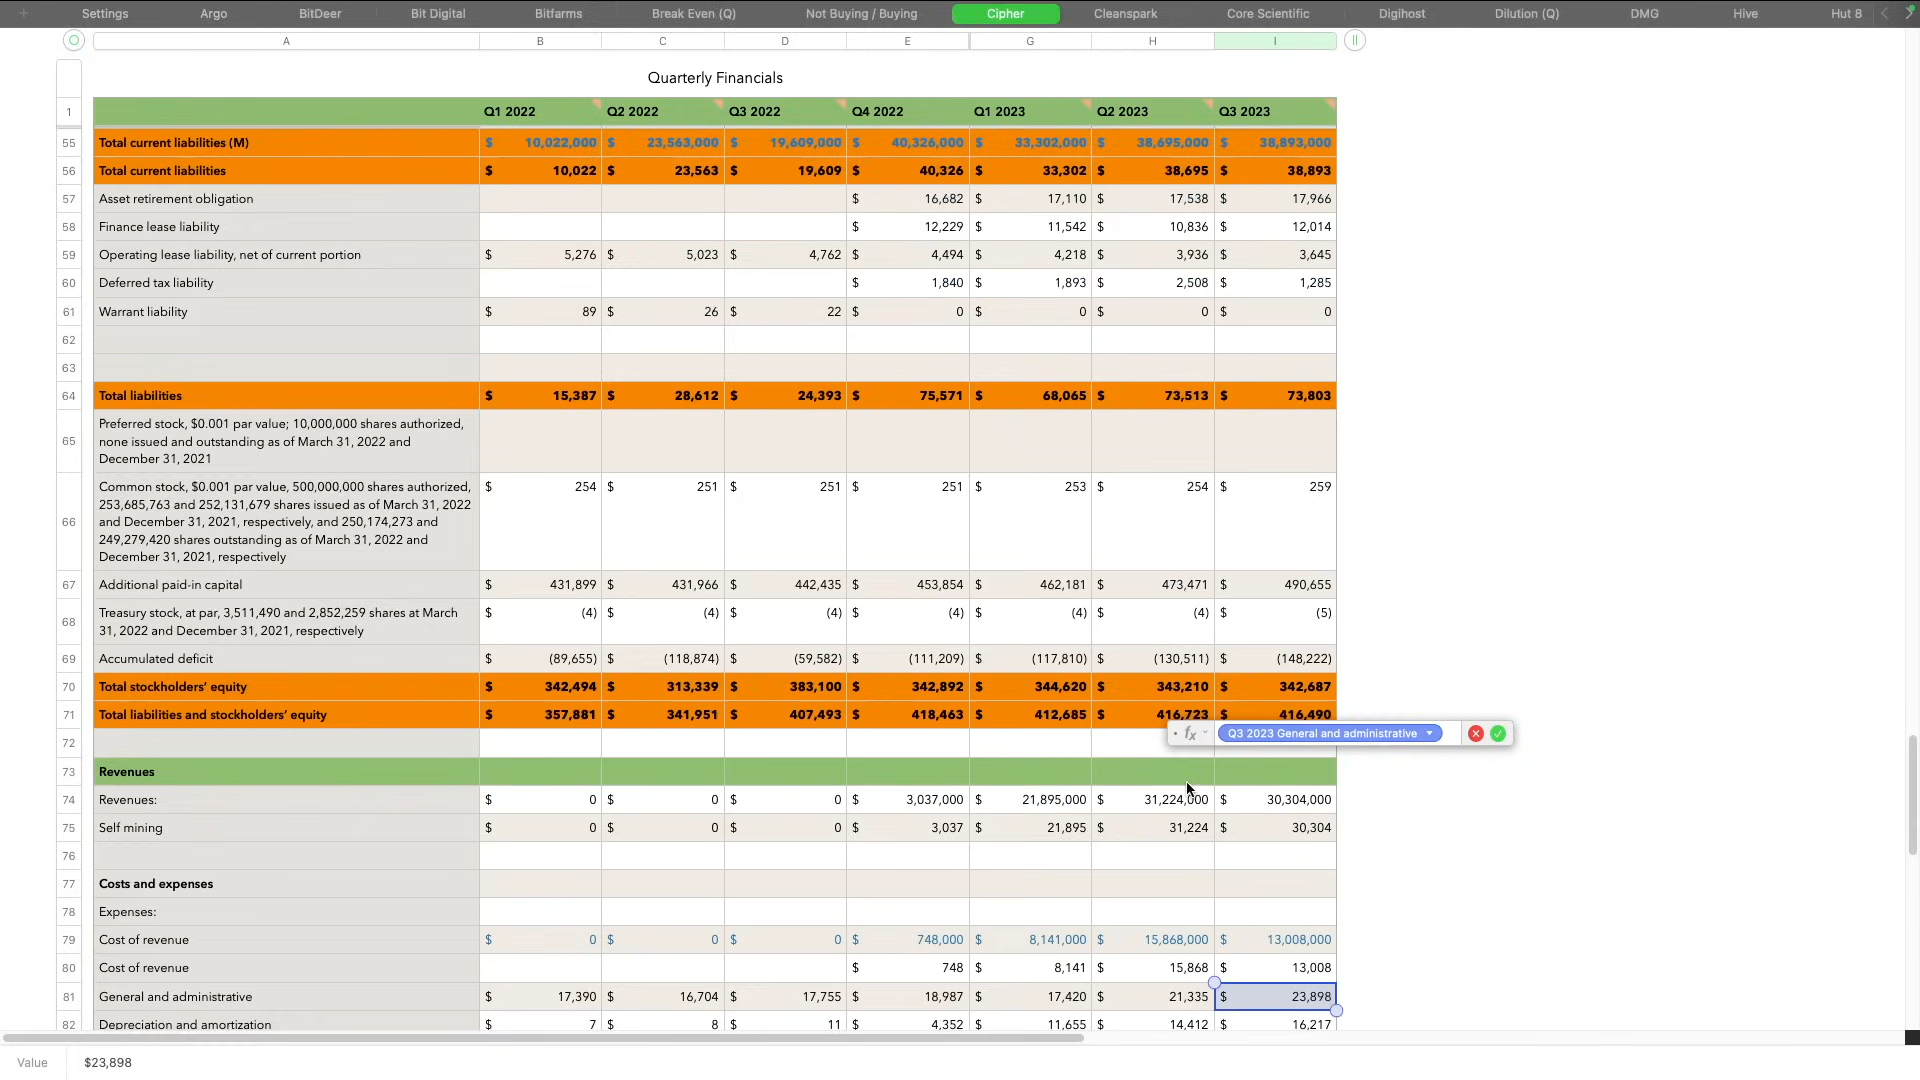 Settings Argo BitDeer Bit Digital Bitfarms Break Even (Q) Not Buying / Buying Cipher Cleanspark Core Scientific Digihost Dilution (Q) DMG Hive Hut 8
A B C D E G H I
Quarterly Financials
1 Q1 2022 Q2 2022 Q3 2022 Q4 2022 Q1 2023 Q2 2023 Q3 2023
55 Total current liabilities (M) $ 10,022,000 $ 23,563,000 $ 19,609,000 $ 40,326,000 $ 33,302,000 $ 38,695,000 $ 38,893,000
56 Total current liabilities $ 10,022 $ 23,563 $ 19,609 $ 40,326 $ 33,302 $ 38,695 $ 38,893
57 Asset retirement obligation $ 16,682 $ 17,110 $ 17,538 $ 17,966
58 Finance lease liability $ 12,229 $ 11,542 $ 10,836 $ 12,014
59 Operating lease liability, net of current portion $ 5,276 $ 5,023 $ 4,762 $ 4,494 $ 4,218 $ 3,936 $ 3,645
60 Deferred tax liability $ 1,840 $ 1,893 $ 2,508 $ 1,285
61 Warrant liability $ 89 $ 26 $ 22 $ 0 $ 0 $ 0 $ 0
62
63
64 Total liabilities $ 15,387 $ 28,612 $ 24,393 $ 75,571 $ 68,065 $ 73,513 $ 73,803
Preferred stock, $0.001 par value; 10,000,000 shares authorized,
65 none issued and outstanding as of March 31, 2022 and
December 31, 2021
Common stock, $0.001 par value, 500,000,000 shares authorized, $ 254 $ 251 $ 251 $ 251 $ 253 $ 254 $ 259
253,685,763 and 252,131,679 shares issued as of March 31, 2022
66 and December 31, 2021, respectively, and 250,174,273 and
249,279,420 shares outstanding as of March 31, 2022 and
December 31, 2021, respectively
67 Additional paid-in capital $ 431,899 $ 431,966 $ 442,435 $ 453,854 $ 462,181 $ 473,471 $ 490,655
68 Treasury stock, at par, 3,511,490 and 2,852,259 shares at March $ (4) $ (4) $ (4) $ (4) $ (4) $ (4) $ (5)
31, 2022 and December 31, 2021, respectively
69 Accumulated deficit $ (89,655) $ (118,874) $ (59,582) $ (111,209) $ (117,810) $ (130,511) $ (148,222)
70 Total stockholders' equity $ 342,494 $ 313,339 $ 383,100 $ 342,892 $ 344,620 $ 343,210 $ 342,687
71 Total liabilities and stockholders' equity $ 357,881 $ 341,951 $ 407,493 $ 418,463 $ 412,685 $ 416,723 $ 416,490
72
fx Q3 2023 General and administrative
73 Revenues
74 Revenues: $ 0 $ 0 $ 0 $ 3,037,000 $ 21,895,000 $ 31,224,000 $ 30,304,000
75 Self mining $ 0 $ 0 $ 0 $ 3,037 $ 21,895 $ 31,224 $ 30,304
76
77 Costs and expenses
78 Expenses:
79 Cost of revenue $ 0 $ 0 $ 0 $ 748,000 $ 8,141,000 $ 15,868,000 $ 13,008,000
80 Cost of revenue $ 748 $ 8,141 $ 15,868 $ 13,008
81 General and administrative $ 17,390 $ 16,704 $ 17,755 $ 18,987 $ 17,420 $ 21,335 $ 23,898
82 Depreciation and amortization $ 7 $ 8 $ 11 $ 4,352 $ 11,655 $ 14,412 $ 16,217
Value $23,898